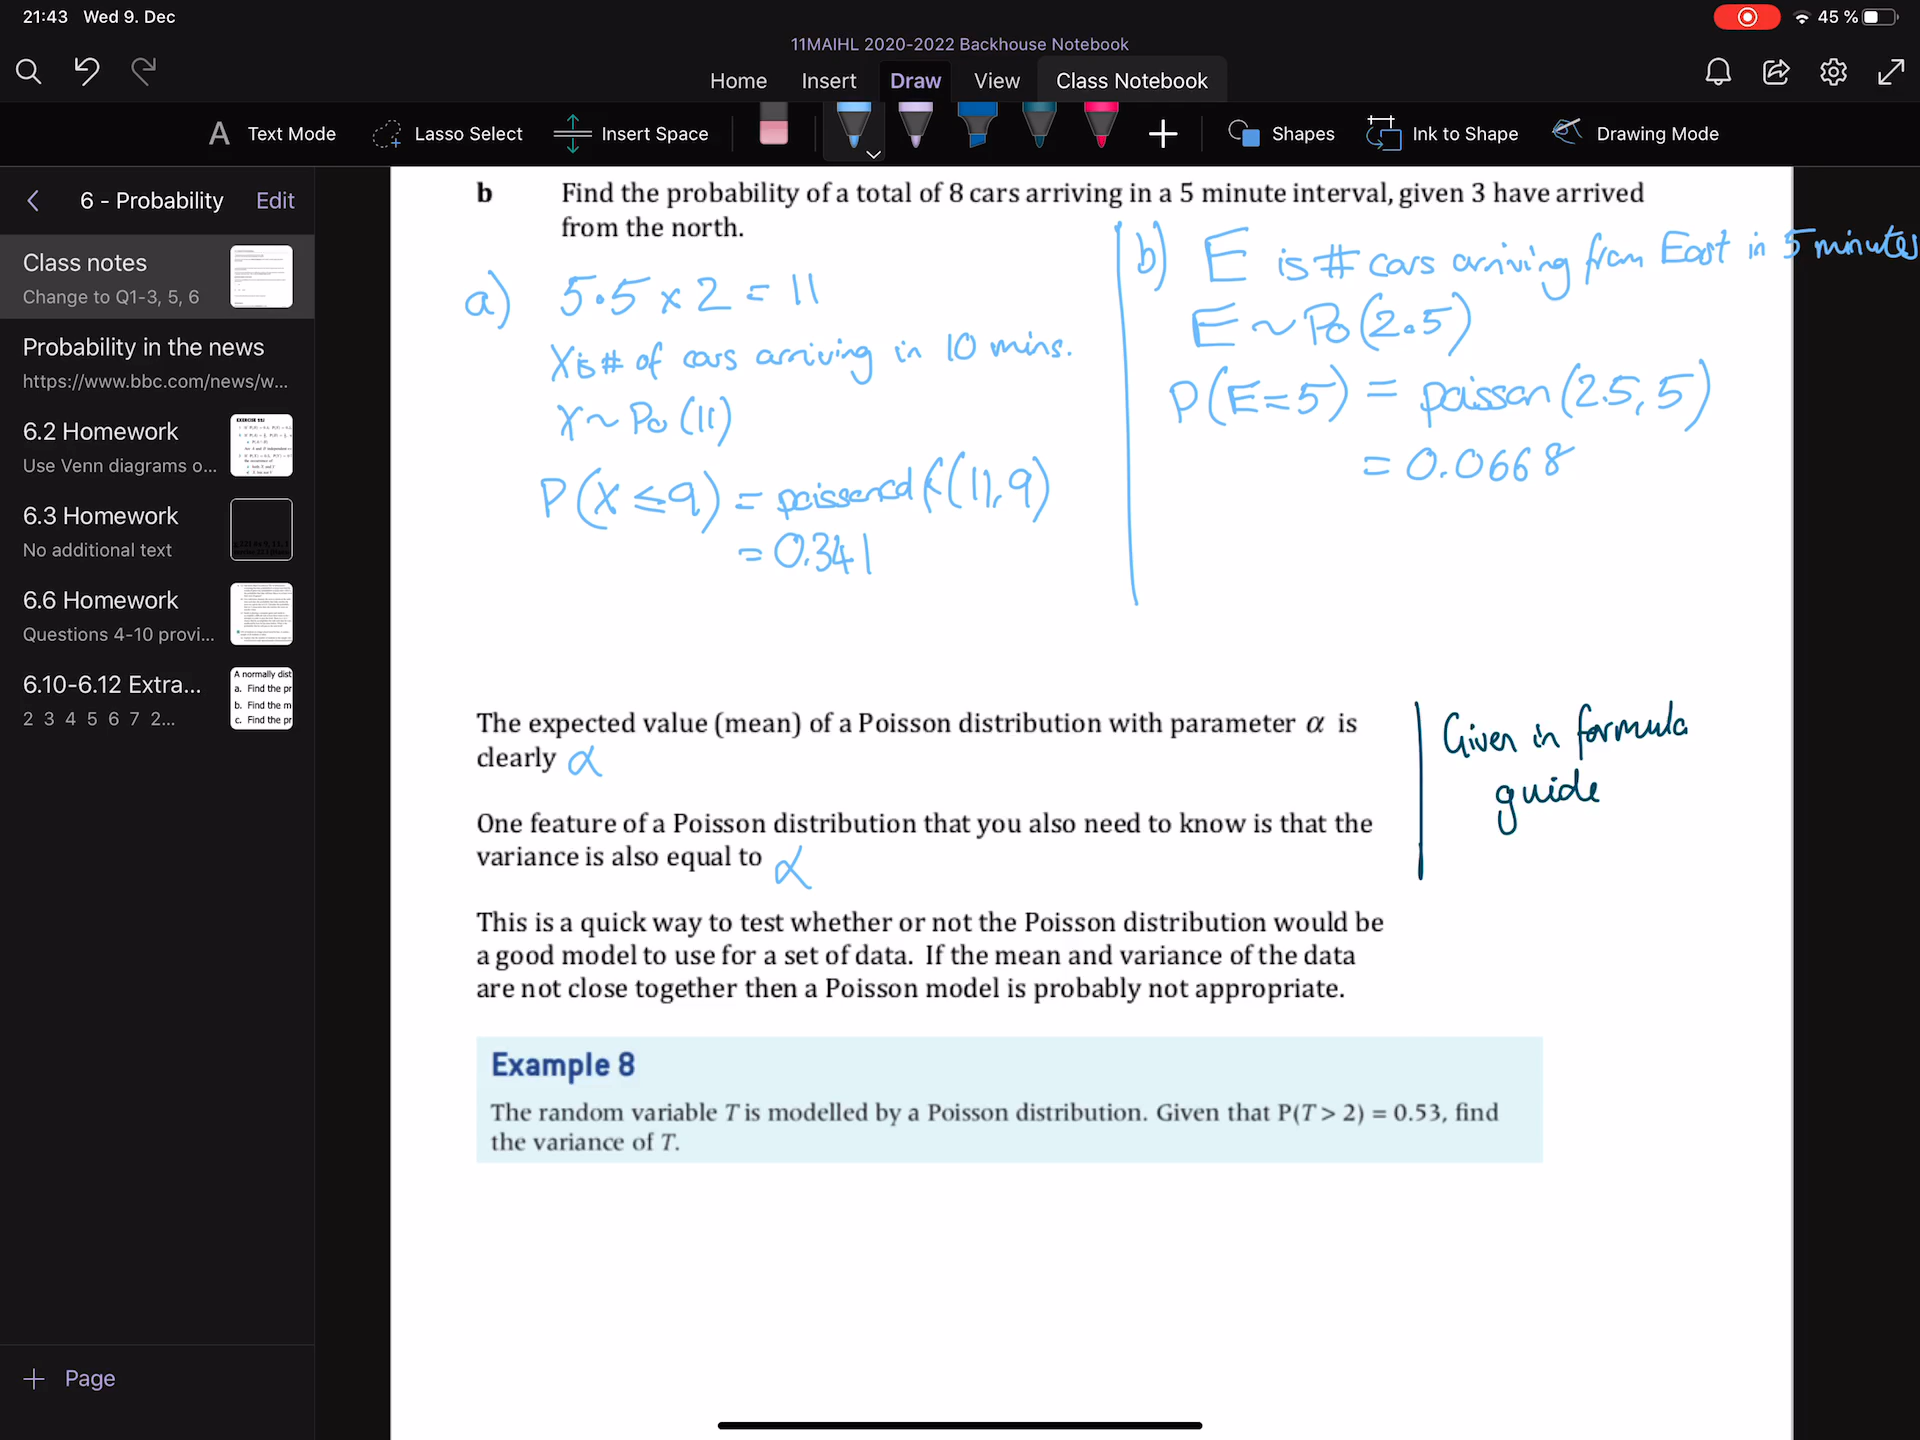 21:43 Wed 9. Dec
45 %
11MAIHL 2020-2022 Backhouse Notebook
Home Insert Draw View Class Notebook
A Text Mode Lasso Select Insert Space Shapes Ink to Shape Drawing Mode
6 - Probability Edit
Class notes
Change to Q1-3, 5, 6
Probability in the news
https://www.bbc.com/news/w...
6.2 Homework
Use Venn diagrams o...
6.3 Homework
No additional text
6.6 Homework
Questions 4-10 provi...
6.10-6.12 Extra...
2 3 4 5 6 7 2...
A normally dist
a. Find the pr
b. Find the m
c. Find the pr
+ Page
b Find the probability of a total of 8 cars arriving in a 5 minute interval, given 3 have arrived
from the north.
a) 5.5 x 2 = 11
X is # of cars arriving in 10 mins.
X ~ Po (11)
P(X ≤ 9) = poissoncdf(11,9)
= 0.341
b) E is # cars arriving from East in 5 minutes
E ~ Po (2.5)
P(E=5) = poisson(2.5, 5)
= 0.0668
The expected value (mean) of a Poisson distribution with parameter α is
clearly α
One feature of a Poisson distribution that you also need to know is that the
variance is also equal to α
Given in formula
guide
This is a quick way to test whether or not the Poisson distribution would be
a good model to use for a set of data. If the mean and variance of the data
are not close together then a Poisson model is probably not appropriate.
Example 8
The random variable T is modelled by a Poisson distribution. Given that P(T > 2) = 0.53, find
the variance of T.